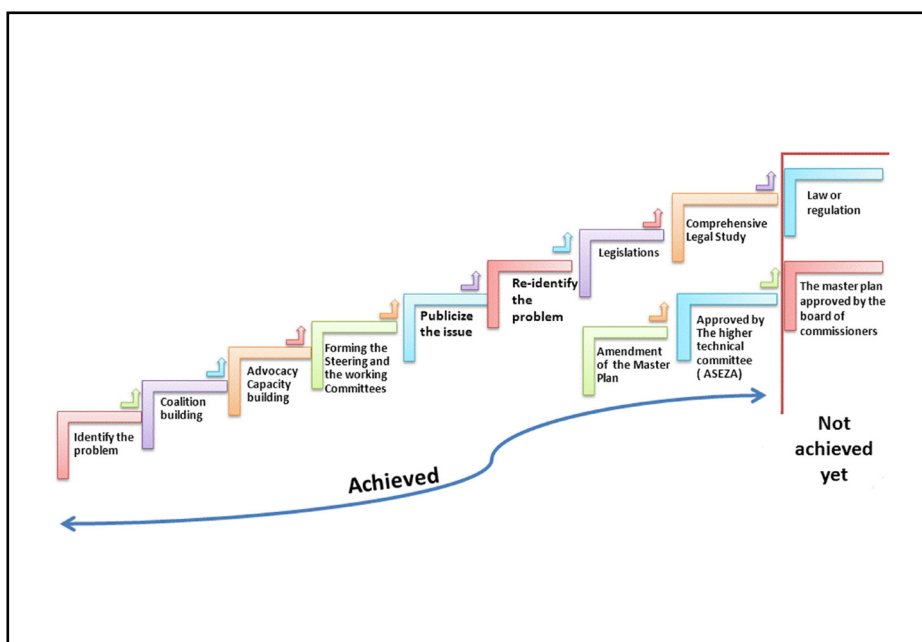 Identify the
problem
Coalition
building
Advocacy
Capacity
building
Forming the
Steering and
the working
Committees
Publicize
the issue
Re-identify
the
problem
Legislations
Comprehensive
Legal Study
Law or
regulation
Amendment
of the Master
Plan
Approved by
The higher
technical
committee
( ASEZA)
The master plan
approved by the
board of
commissioners
Achieved
Not
achieved
yet